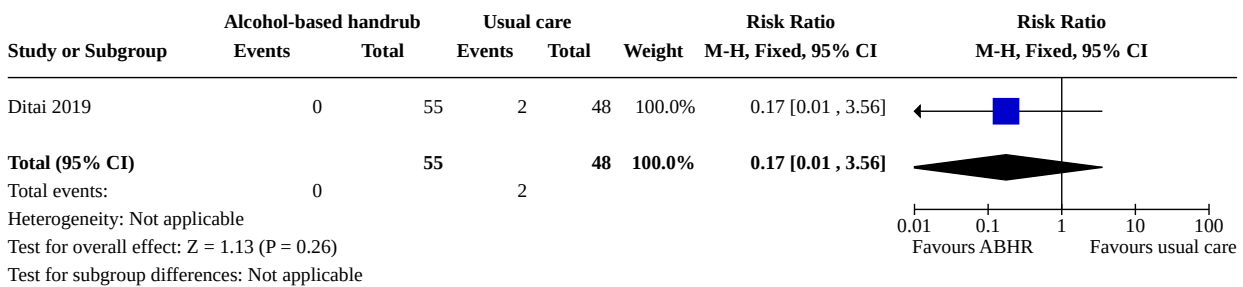 Alcohol-based handrub Usual care Risk Ratio Risk Ratio
Study or Subgroup Events Total Events Total Weight M-H, Fixed, 95% CI M-H, Fixed, 95% CI
Ditai 2019 0 55 2 48 100.0% 0.17 [0.01 , 3.56]
Total (95% CI) 55 48 100.0% 0.17 [0.01 , 3.56]
Total events: 0 2
Heterogeneity: Not applicable
0.01 0.1 1 10 100
Test for overall effect: Z = 1.13 (P = 0.26) Favours ABHR Favours usual care
Test for subgroup differences: Not applicable